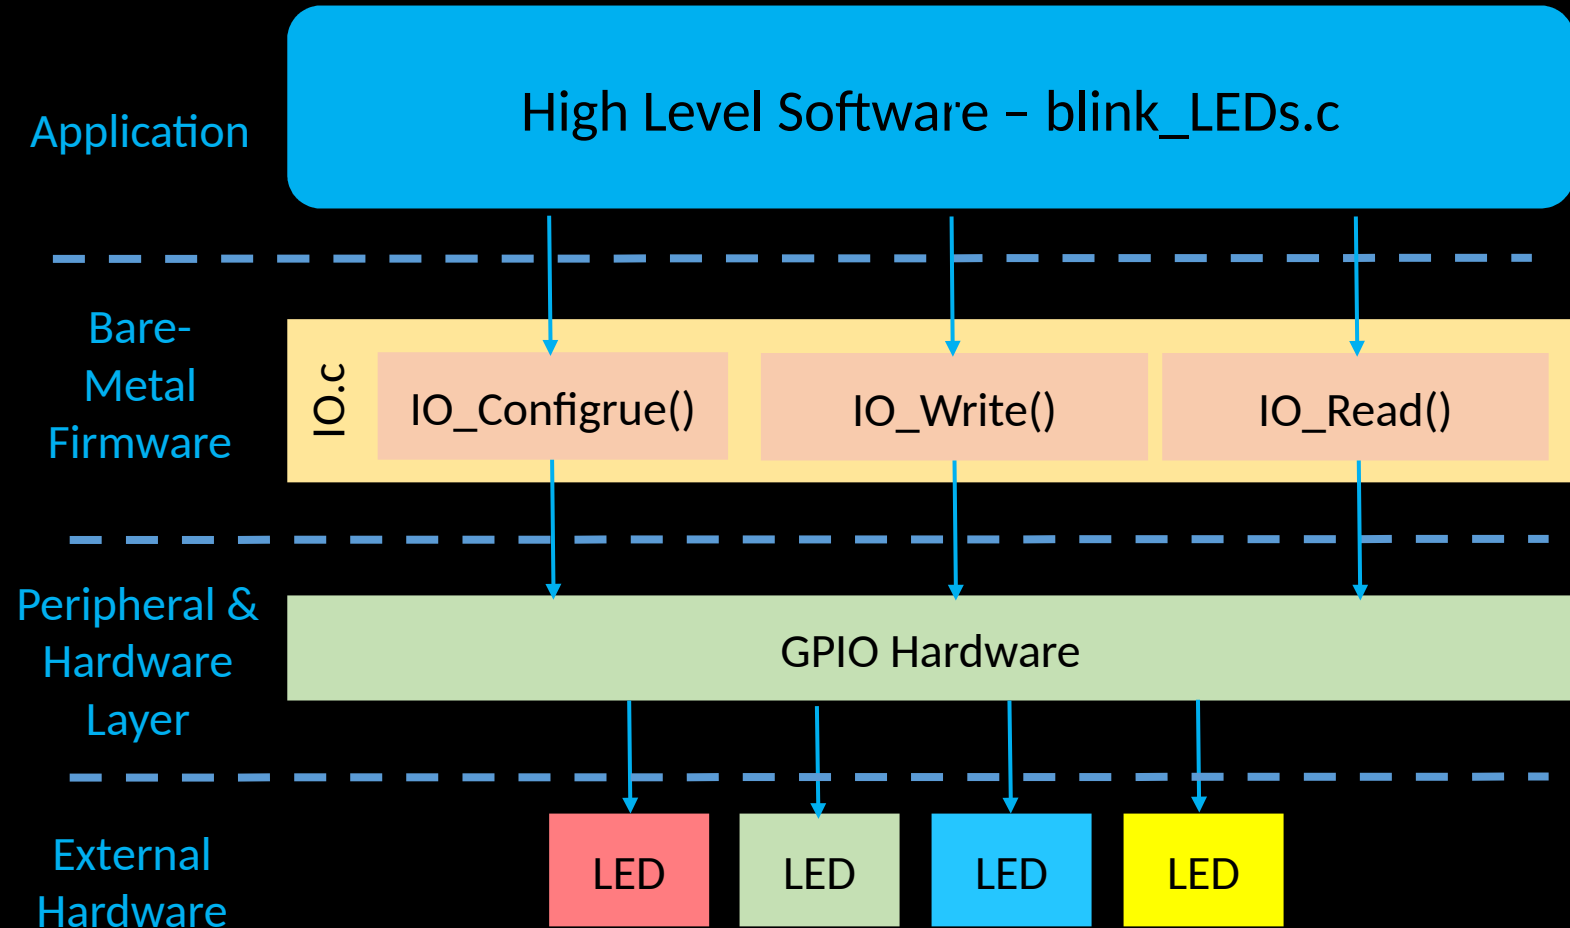 Application
High Level Software – blink_LEDs.c
Bare-
Metal
Firmware
IO.c
IO_Configrue()
IO_Write()
IO_Read()
Peripheral &
Hardware
Layer
GPIO Hardware
External
Hardware
LED
LED
LED
LED